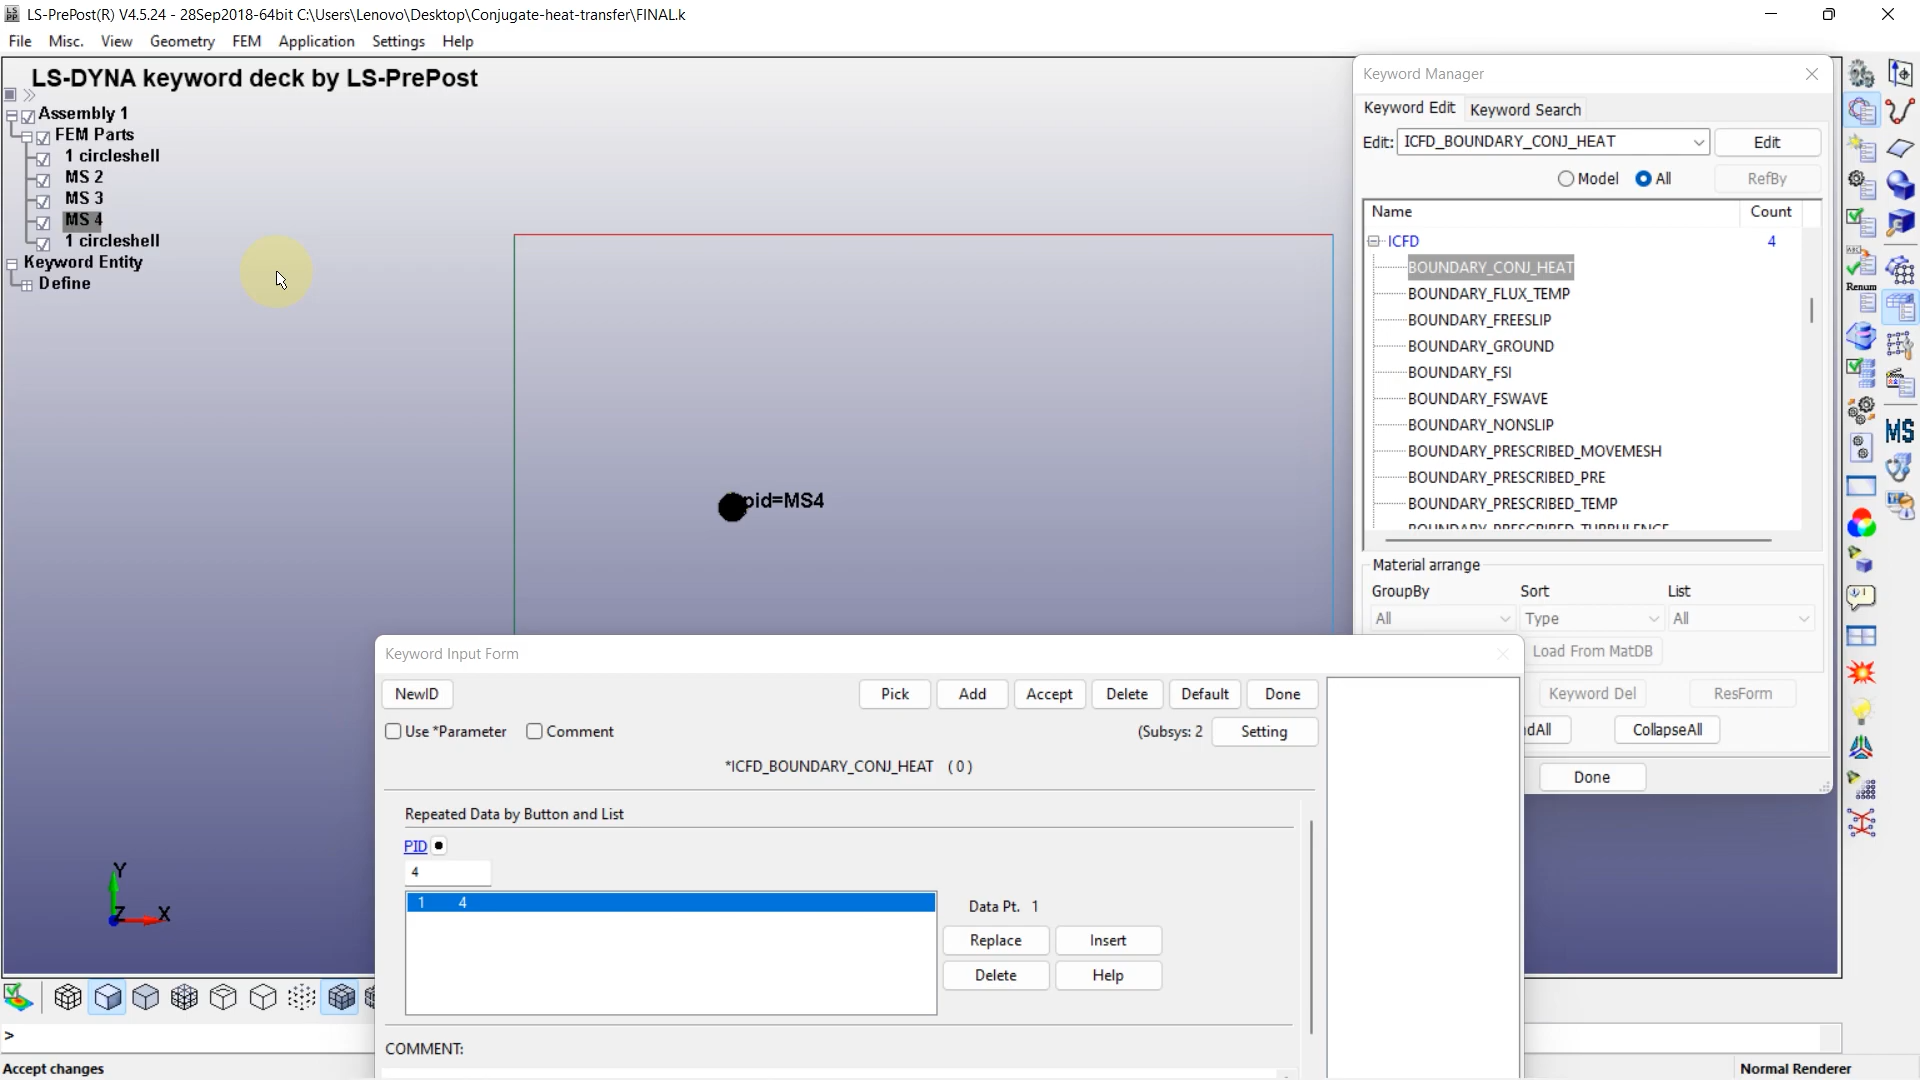 LS-PrePost(R) V4.5.24 - 28Sep2018-64bit C:\Users\Lenovo\Desktop\Conjugate-heat-transfer\FINAL.k
File Misc. View Geometry FEM Application Settings Help
LS-DYNA keyword deck by LS-PrePost
Assembly 1
FEM Parts
1 circleshell
MS 2
MS 3
MS 4
1 circleshell
Keyword Entity
Define
pid=MS4
Y
Z X
Keyword Manager
Keyword Edit Keyword Search
Edit: ICFD_BOUNDARY_CONJ_HEAT Edit
Model All RefBy
Name Count
ICFD 4
BOUNDARY_CONJ_HEAT
BOUNDARY_FLUX_TEMP
BOUNDARY_FREESLIP
BOUNDARY_GROUND
BOUNDARY_FSI
BOUNDARY_FSWAVE
BOUNDARY_NONSLIP
BOUNDARY_PRESCRIBED_MOVEMESH
BOUNDARY_PRESCRIBED_PRE
BOUNDARY_PRESCRIBED_TEMP
BOUNDARY_PRESCRIBED_TURBULENCE
Material arrange
GroupBy Sort List
All Type All
Load From MatDB
Keyword Del ResForm
dAll CollapseAll
Done
Renum
MS
Keyword Input Form
NewID Pick Add Accept Delete Default Done
Use *Parameter Comment (Subsys: 2 Setting
*ICFD_BOUNDARY_CONJ_HEAT (0)
Repeated Data by Button and List
PID
4
1 4 Data Pt. 1
Replace Insert
Delete Help
COMMENT:
>
Accept changes
Normal Renderer